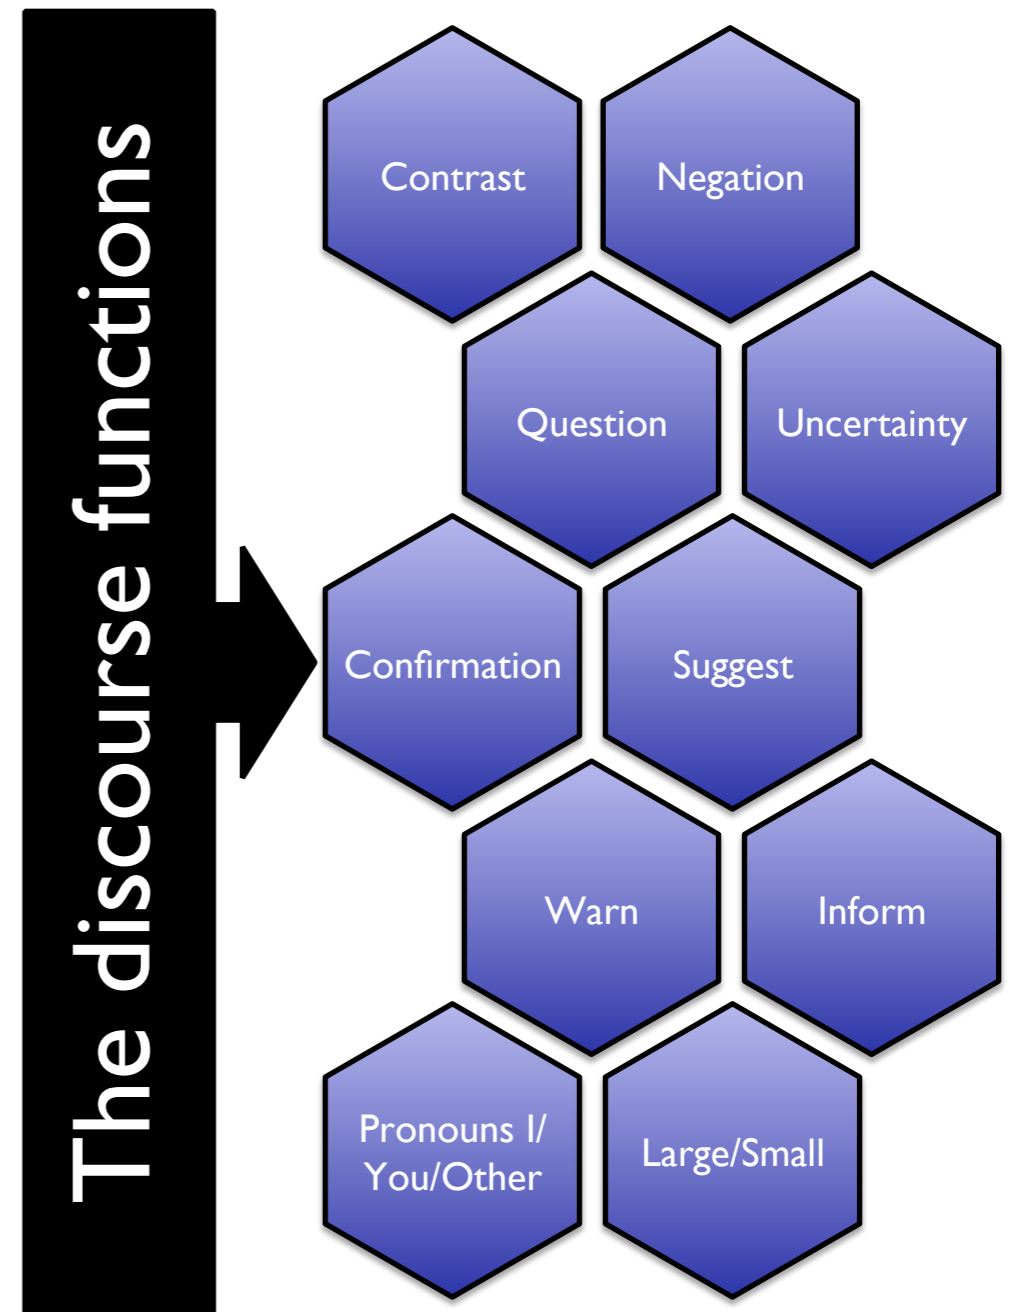 The discourse functions
Contrast
Negation
Question
Uncertainty
Confirmation
Suggest
Warn
Inform
Pronouns I/
You/Other
Large/Small